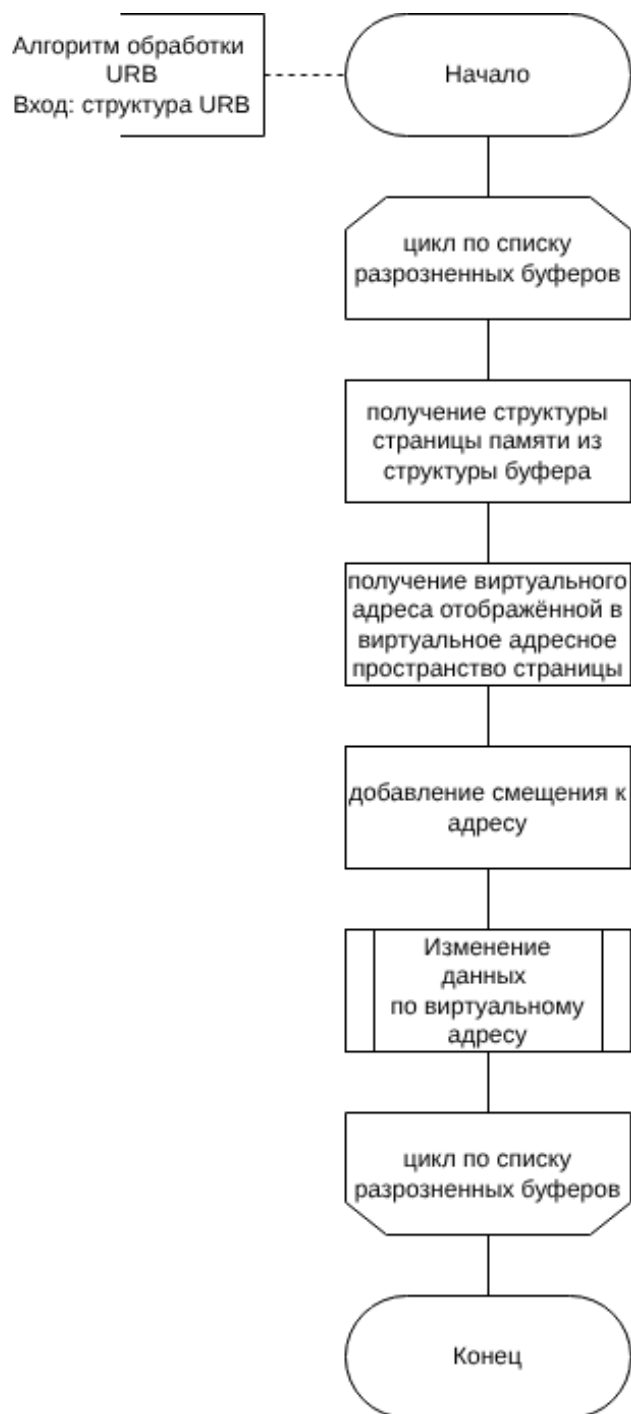 Алгоритм обработки
URB
Вход: структура URB
Начало
цикл по списку
разрозненных буферов
получение структуры
страницы памяти из
структуры буфера
получение виртуального
адреса отображённой в
виртуальное адресное
пространство страницы
добавление смещения к
адресу
Изменение
данных
по виртуальному
адресу
цикл по списку
разрозненных буферов
Конец